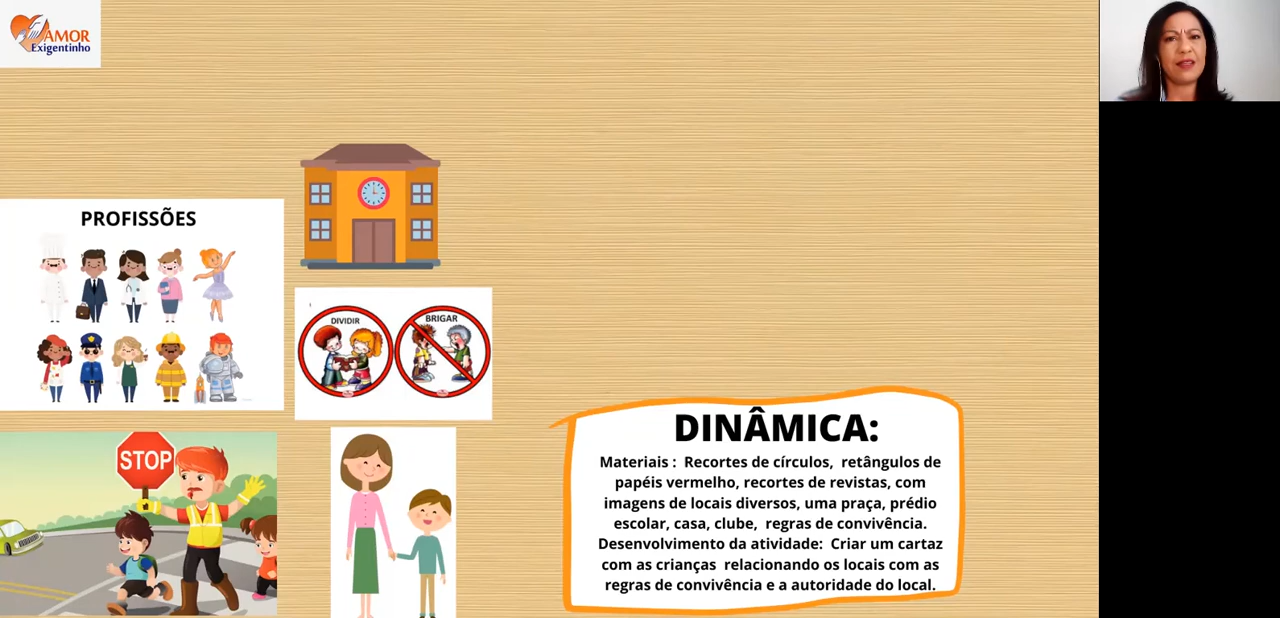 AMOR
Exigentinho
PROFISSÕES
DIVIDIR
BRIGAR
STOP
DINÂMICA:
Materiais : Recortes de círculos, retângulos de
papéis vermelho, recortes de revistas, com
imagens de locais diversos, uma praça, prédio
escolar, casa, clube, regras de convivência.
Desenvolvimento da atividade: Criar um cartaz
com as crianças relacionando os locais com as
regras de convivência e a autoridade do local.